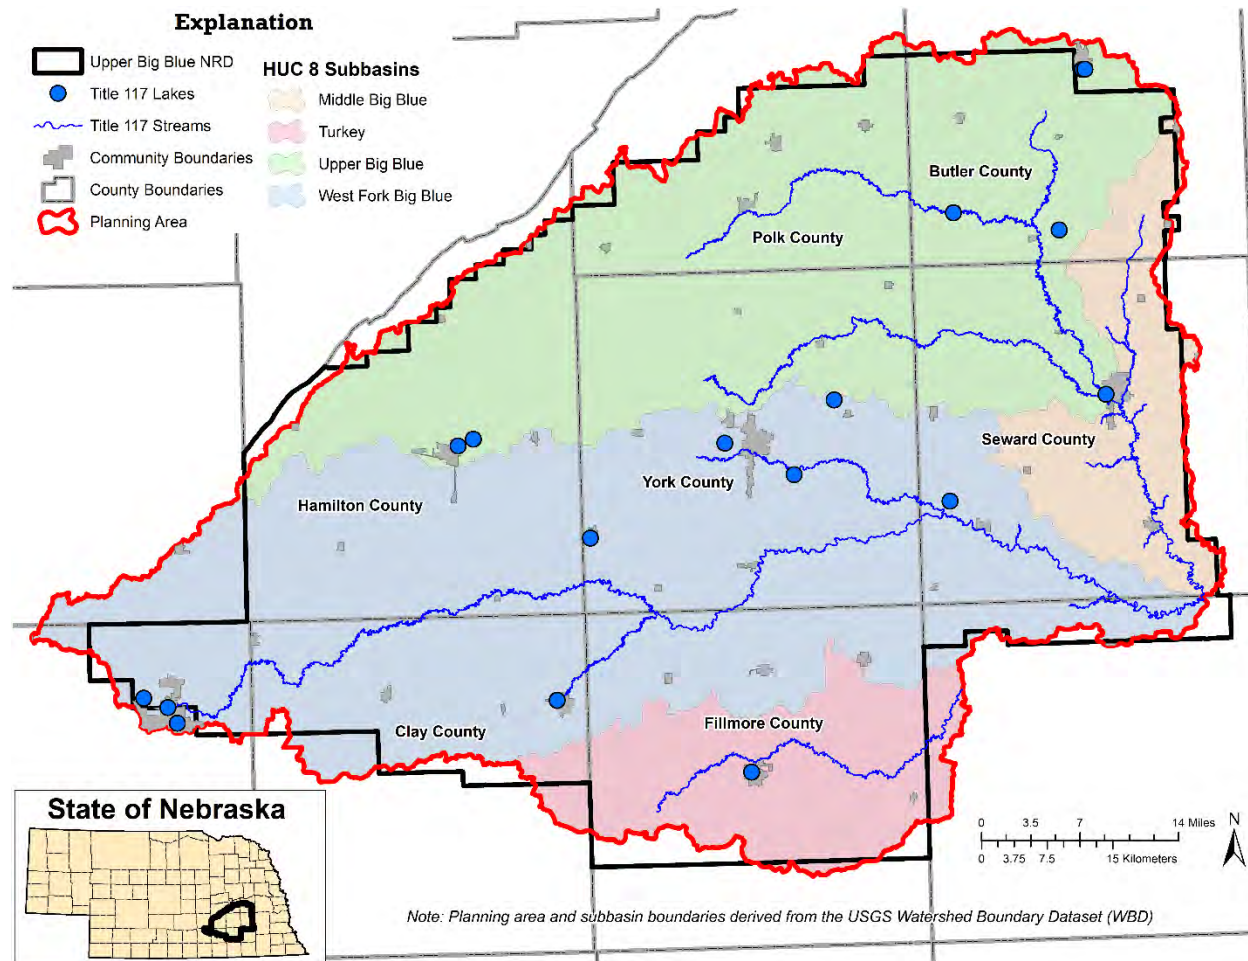 Explanation
Upper Big Blue NRD
Title 117 Lakes
Title 117 Streams
Community Boundaries
County Boundaries
Planning Area
HUC 8 Subbasins
Middle Big Blue
Turkey
Upper Big Blue
West Fork Big Blue
Butler County
Polk County
Seward County
York County
Hamilton County
Clay County
Fillmore County
State of Nebraska
0 3.5 7 14 Miles
0 3.75 7.5 15 Kilometers
N
Note: Planning area and subbasin boundaries derived from the USGS Watershed Boundary Dataset (WBD)